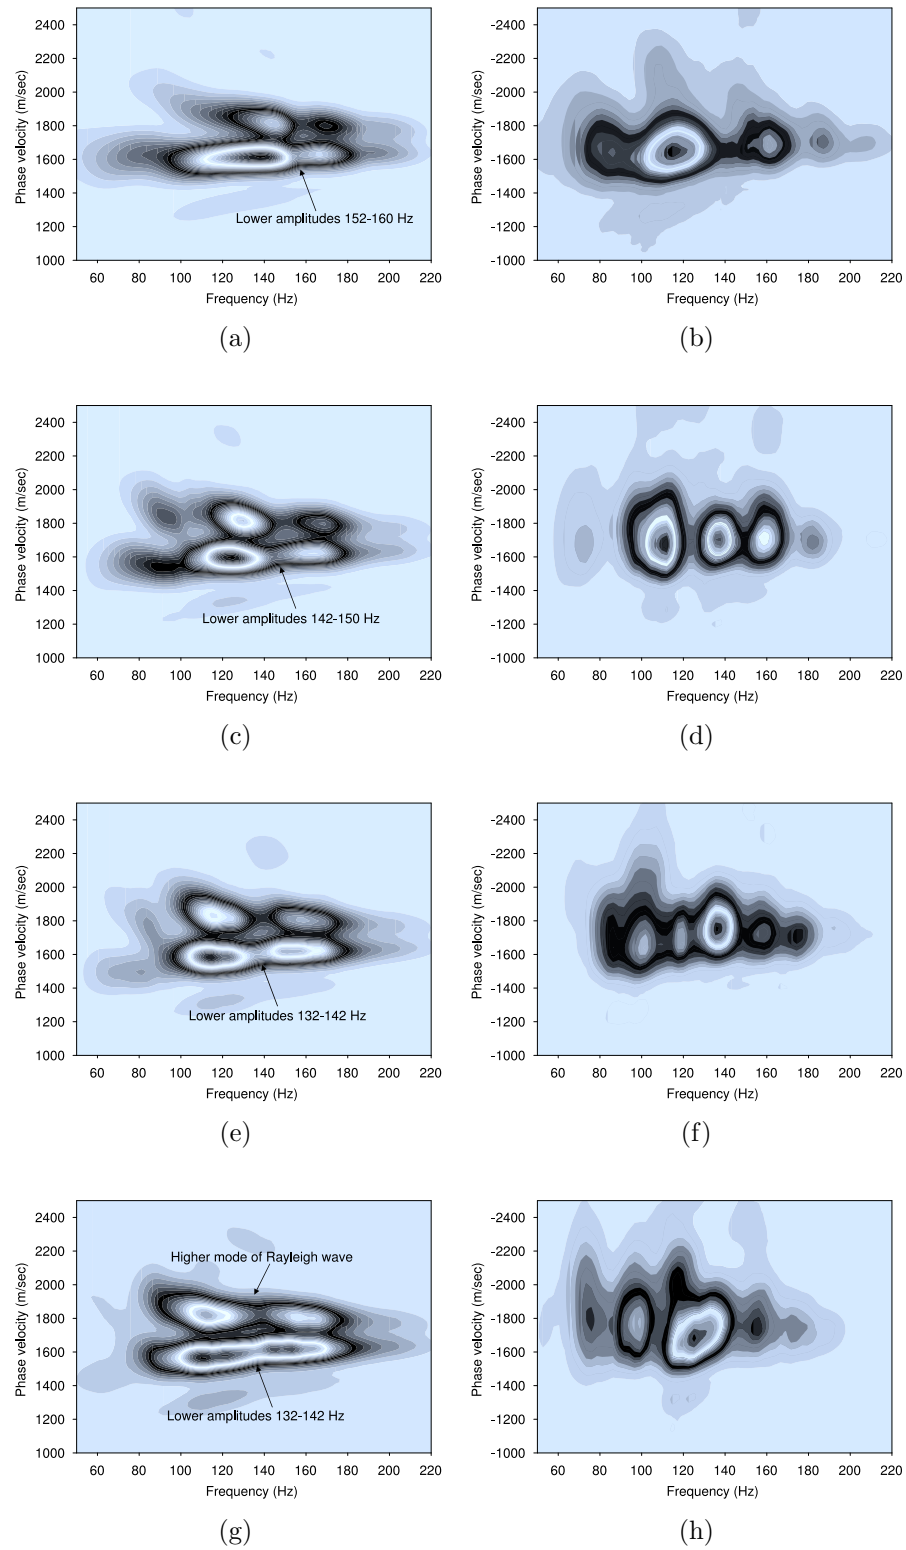 Phase velocity (m/sec)
2400
2200
2000
1800
1600
1400
1200
1000
Lower amplitudes 152-160 Hz
60 80 100 120 140 160 180 200 220
Frequency (Hz)
(a)
Phase velocity (m/sec)
-2400
-2200
-2000
-1800
-1600
-1400
-1200
-1000
60 80 100 120 140 160 180 200 220
Frequency (Hz)
(b)
Phase velocity (m/sec)
2400
2200
2000
1800
1600
1400
1200
1000
Lower amplitudes 142-150 Hz
60 80 100 120 140 160 180 200 220
Frequency (Hz)
(c)
Phase velocity (m/sec)
-2400
-2200
-2000
-1800
-1600
-1400
-1200
-1000
60 80 100 120 140 160 180 200 220
Frequency (Hz)
(d)
Phase velocity (m/sec)
2400
2200
2000
1800
1600
1400
1200
1000
Lower amplitudes 132-142 Hz
60 80 100 120 140 160 180 200 220
Frequency (Hz)
(e)
Phase velocity (m/sec)
-2400
-2200
-2000
-1800
-1600
-1400
-1200
-1000
60 80 100 120 140 160 180 200 220
Frequency (Hz)
(f)
Phase velocity (m/sec)
2400
2200
2000
1800
1600
1400
1200
1000
Higher mode of Rayleigh wave
Lower amplitudes 132-142 Hz
60 80 100 120 140 160 180 200 220
Frequency (Hz)
(g)
Phase velocity (m/sec)
-2400
-2200
-2000
-1800
-1600
-1400
-1200
-1000
60 80 100 120 140 160 180 200 220
Frequency (Hz)
(h)